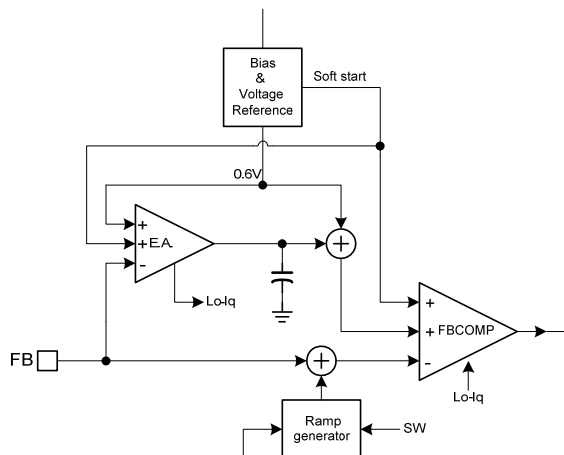 Bias
&
Voltage
Reference
Soft start
0.6V
+
+ E.A.
-
+
Lo-Iq
+
+ FBCOMP
-
FB
+
Lo-Iq
Ramp
generator
SW